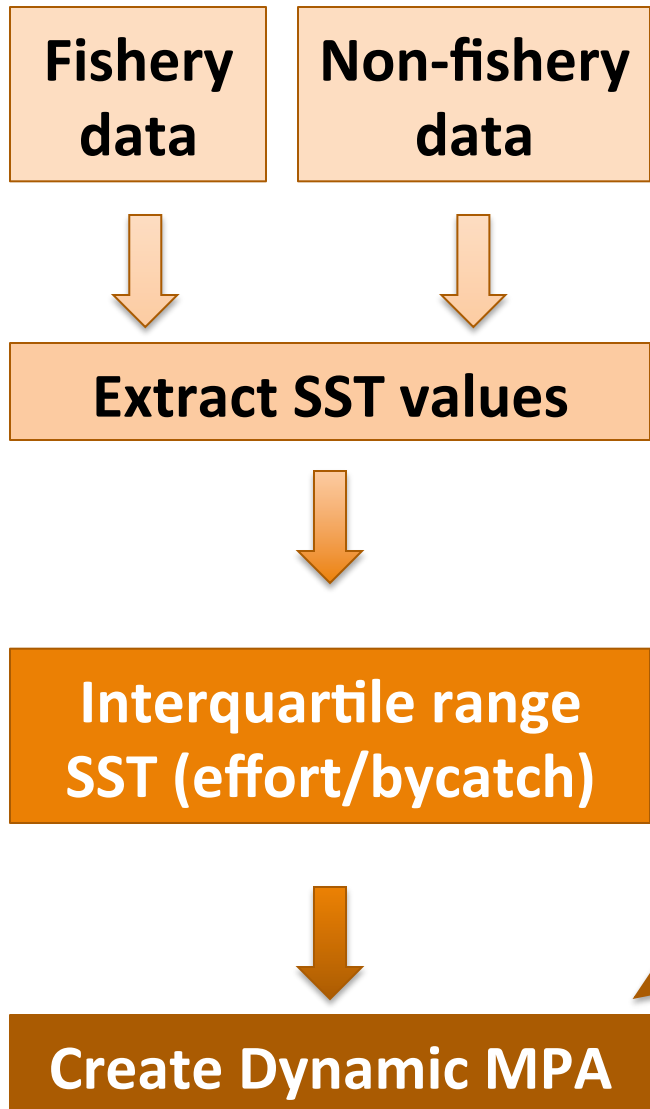 Fishery
data
Non-fishery
data
Extract SST values
Interquartile range
SST (effort/bycatch)
Create Dynamic MPA